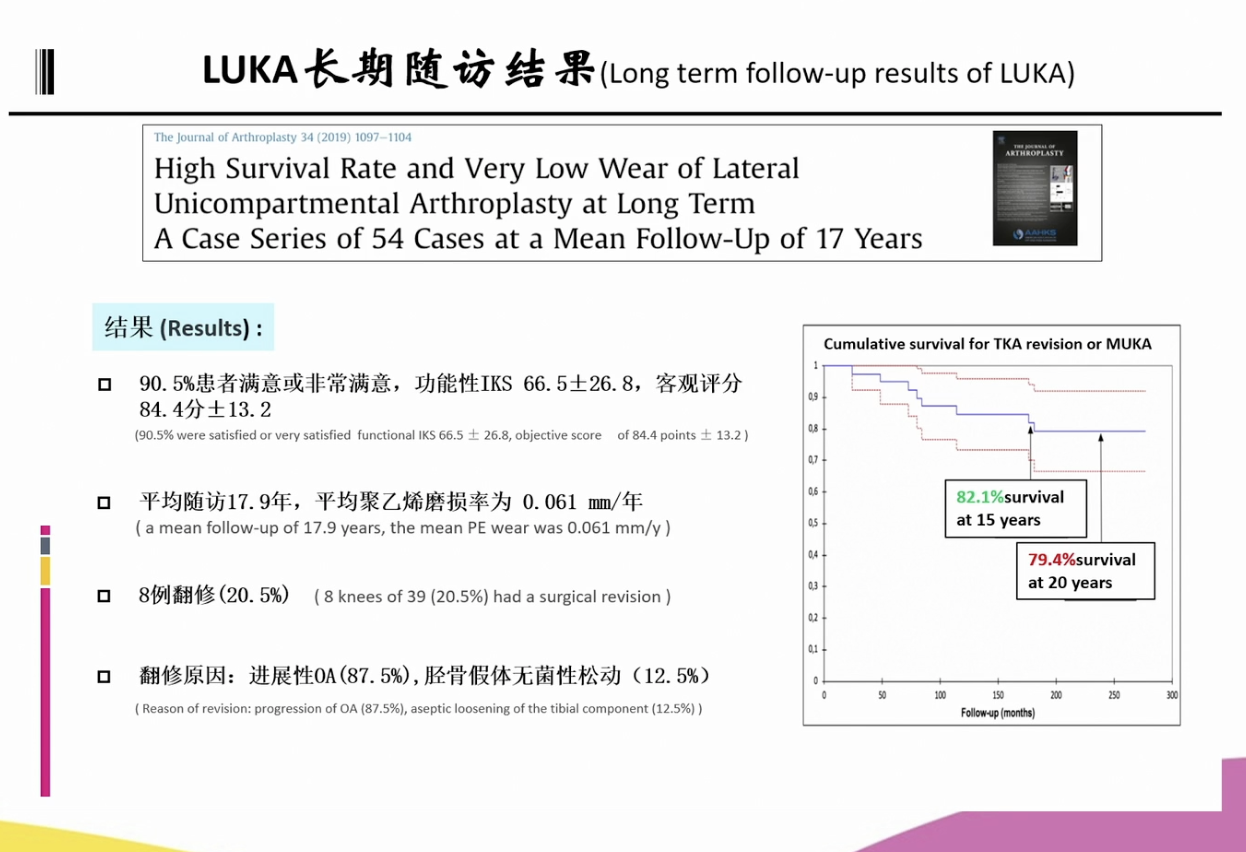 LUKA长期随访结果(Long term follow-up results of LUKA)
The Journal of Arthroplasty 34 (2019) 1097–1104
High Survival Rate and Very Low Wear of Lateral
Unicompartmental Arthroplasty at Long Term
A Case Series of 54 Cases at a Mean Follow-Up of 17 Years
THE JOURNAL OF
ARTHROPLASTY
AAHKS
结果 (Results) :
90.5%患者满意或非常满意，功能性IKS 66.5±26.8，客观评分
84.4分±13.2
(90.5% were satisfied or very satisfied functional IKS 66.5 ± 26.8, objective score of 84.4 points ± 13.2 )
平均随访17.9年，平均聚乙烯磨损率为 0.061 mm/年
( a mean follow-up of 17.9 years, the mean PE wear was 0.061 mm/y )
8例翻修(20.5%) ( 8 knees of 39 (20.5%) had a surgical revision )
翻修原因：进展性OA(87.5%),胫骨假体无菌性松动（12.5%）
( Reason of revision: progression of OA (87.5%), aseptic loosening of the tibial component (12.5%) )
Cumulative survival for TKA revision or MUKA
1
0,9
0,8
0,7
0,6
0,5
0,4
0,3
0,2
0,1
0
82.1%survival
at 15 years
79.4%survival
at 20 years
0 50 100 150 200 250 300
Follow-up (months)